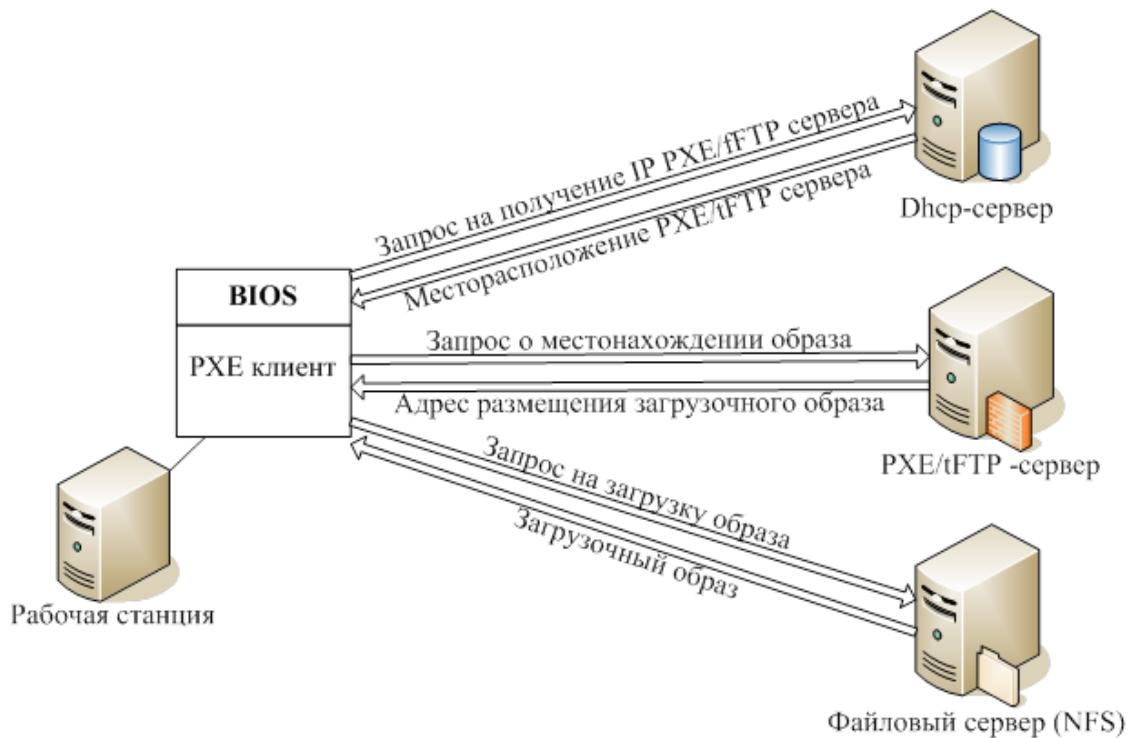 Запрос на получение IP PXE/fFTP сервера
Месторасположение PXE/tFTP сервера
Dhcp-сервер
BIOS
PXE клиент
Запрос о местонахождении образа
Адрес размещения загрузочного образа
PXE/tFTP -сервер
Запрос на загрузку образа
Загрузочный образ
Рабочая станция
Файловый сервер (NFS)